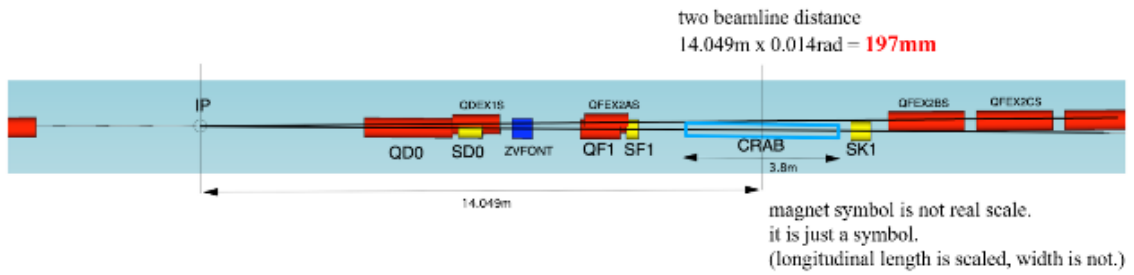 two beamline distance
14.049m x 0.014rad = 197mm
IP
QDEX1S
QFEX2AS
QFEX2BS
QFEX2CS
QD0
SD0
ZVFONT
QF1
SF1
CRAB
SK1
3.8m
14.049m
magnet symbol is not real scale.
it is just a symbol.
(longitudinal length is scaled, width is not.)